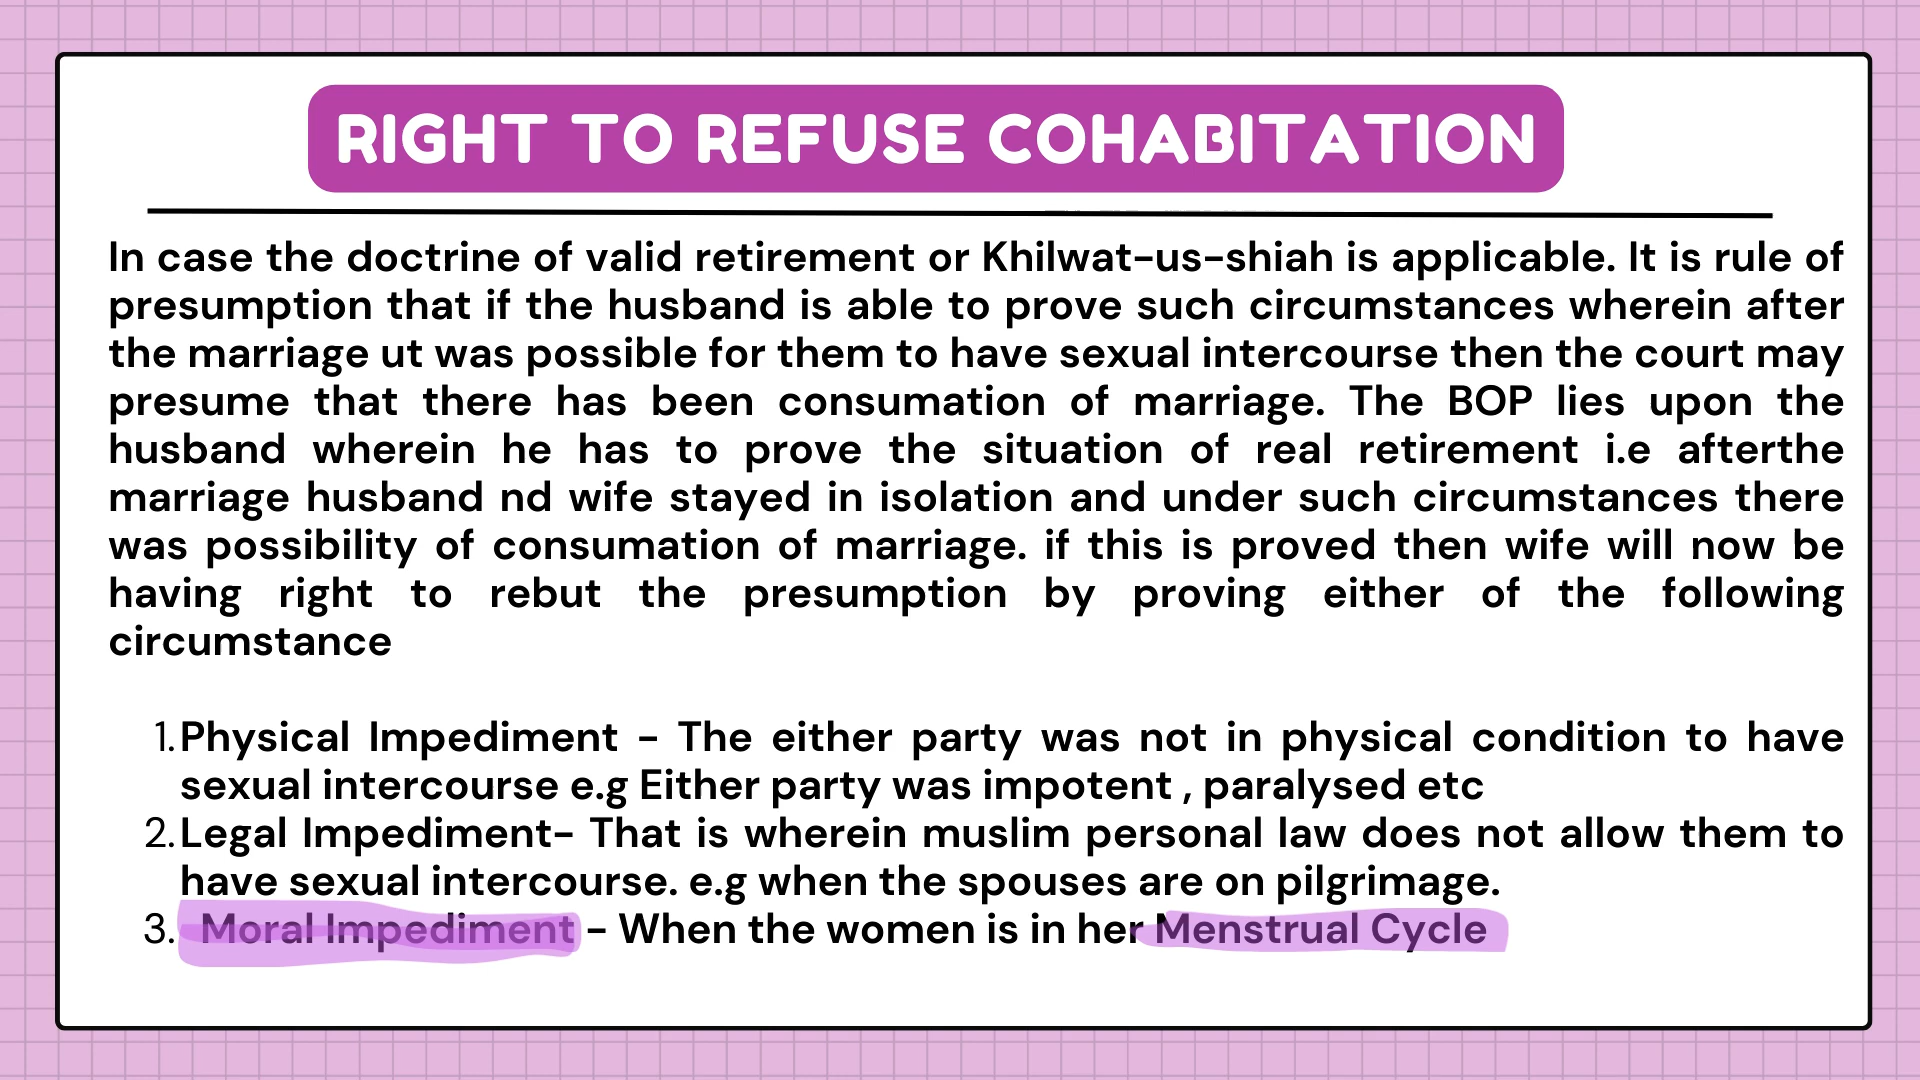 RIGHT TO REFUSE COHABITATION
In case the doctrine of valid retirement or Khilwat-us-shiah is applicable. It is rule of
presumption that if the husband is able to prove such circumstances wherein after
the marriage ut was possible for them to have sexual intercourse then the court may
presume that there has been consumation of marriage. The BOP lies upon the
husband wherein he has to prove the situation of real retirement i.e afterthe
marriage husband nd wife stayed in isolation and under such circumstances there
was possibility of consumation of marriage. if this is proved then wife will now be
having right to rebut the presumption by proving either of the following
circumstance
1. Physical Impediment - The either party was not in physical condition to have
sexual intercourse e.g Either party was impotent , paralysed etc
2. Legal Impediment- That is wherein muslim personal law does not allow them to
have sexual intercourse. e.g when the spouses are on pilgrimage.
3. Moral Impediment - When the women is in her Menstrual Cycle